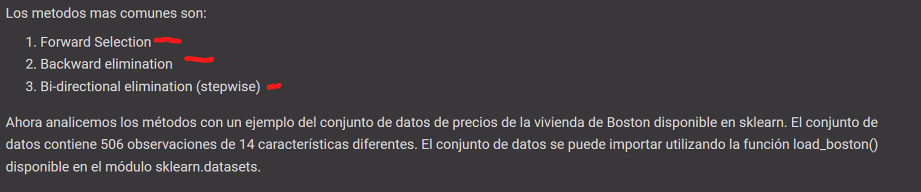 Los metodos mas comunes son:
1. Forward Selection
2. Backward elimination
3. Bi-directional elimination (stepwise)
Ahora analicemos los métodos con un ejemplo del conjunto de datos de precios de la vivienda de Boston disponible en sklearn. El conjunto de
datos contiene 506 observaciones de 14 características diferentes. El conjunto de datos se puede importar utilizando la función load_boston()
disponible en el módulo sklearn.datasets.